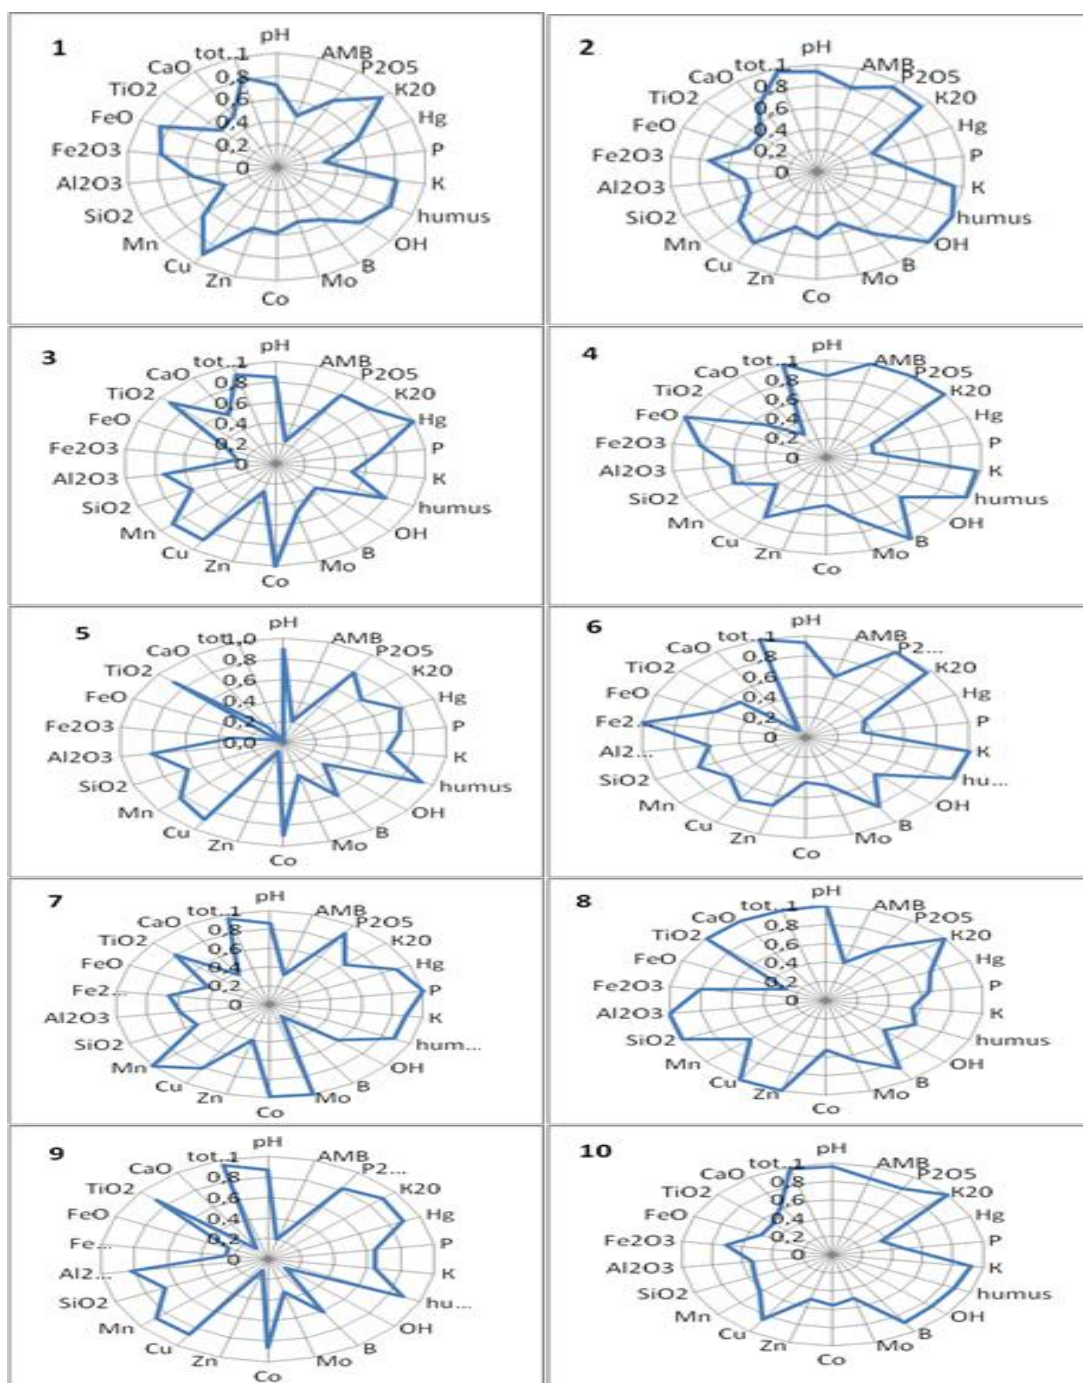 1
pH
AMB
P2O5
K20
Hg
P
K
humus
OH
B
Mo
Co
Zn
Cu
Mn
SiO2
Al2O3
Fe2O3
FeO
TiO2
CaO
tot..
1
0,8
0,6
0,4
0,2
0
2
pH
AMB
P2O5
K20
Hg
P
K
humus
OH
B
Mo
Co
Zn
Cu
Mn
SiO2
Al2O3
Fe2O3
FeO
TiO2
CaO
tot..
1
0,8
0,6
0,4
0,2
0
3
pH
AMB
P2O5
K20
Hg
P
K
humus
OH
B
Mo
Co
Zn
Cu
Mn
SiO2
Al2O3
Fe2O3
FeO
TiO2
CaO
tot..
1
0,8
0,6
0,4
0,2
0
4
pH
AMB
P2O5
K20
Hg
P
K
humus
OH
B
Mo
Co
Zn
Cu
Mn
SiO2
Al2O3
Fe2O3
FeO
TiO2
CaO
tot..
1
0,8
0,6
0,4
0,2
0
5
pH
AMB
P2O5
K20
Hg
P
K
humus
OH
B
Mo
Co
Zn
Cu
Mn
SiO2
Al2O3
Fe2O3
FeO
TiO2
CaO
tot..
1,0
0,8
0,6
0,4
0,2
0,0
6
pH
AMB
P2...
K20
Hg
P
K
hu...
OH
B
Mo
Co
Zn
Cu
Mn
SiO2
Al2...
Fe2...
FeO
TiO2
CaO
tot..
1
0,8
0,6
0,4
0,2
0
7
pH
AMB
P2O5
K20
Hg
P
K
hum...
OH
B
Mo
Co
Zn
Cu
Mn
SiO2
Al2O3
Fe2...
FeO
TiO2
CaO
tot..
1
0,8
0,6
0,4
0,2
0
8
pH
AMB
P2O5
K20
Hg
P
K
humus
OH
B
Mo
Co
Zn
Cu
Mn
SiO2
Al2O3
Fe2O3
FeO
TiO2
CaO
tot..
1
0,8
0,6
0,4
0,2
0
9
pH
AMB
P2...
K20
Hg
P
K
hu...
OH
B
Mo
Co
Zn
Cu
Mn
SiO2
Al2...
Fe...
FeO
TiO2
CaO
tot..
1
0,8
0,6
0,4
0,2
0
10
pH
AMB
P2O5
K20
Hg
P
K
humus
OH
B
Mo
Co
Zn
Cu
Mn
SiO2
Al2O3
Fe2O3
FeO
TiO2
CaO
tot..
1
0,8
0,6
0,4
0,2
0